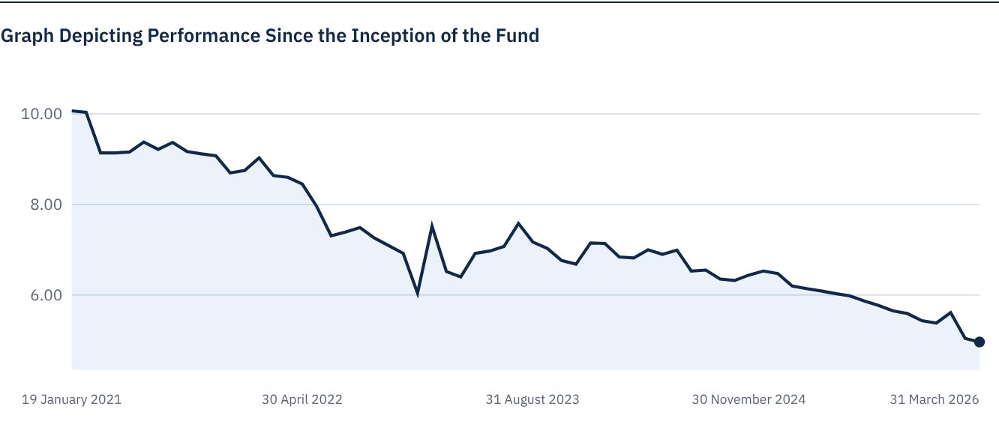 Graph Depicting Performance Since the Inception of the Fund
10.00
8.00
6.00
19 January 2021 30 April 2022 31 August 2023 30 November 2024 31 March 2026